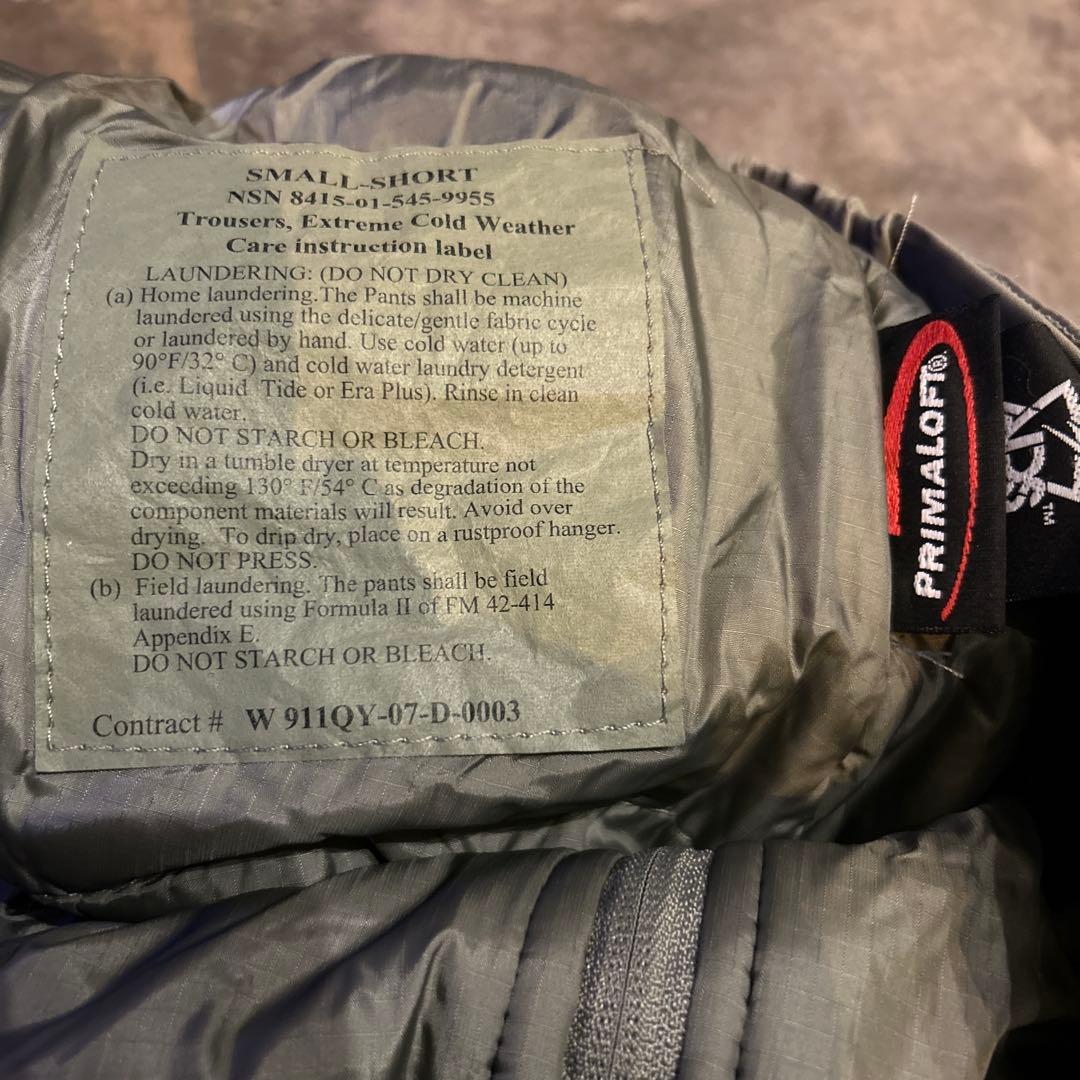 SMALL-SHORT
NSN 8415-01-545-9955
Trousers, Extreme Cold Weather
Care instruction label
LAUNDERING: (DO NOT DRY CLEAN)
(a) Home laundering.The Pants shall be machine
laundered using the delicate/gentle fabric cycle
or laundered by hand. Use cold water (up to
90°F/32° C) and cold water laundry detergent
(i.e. Liquid Tide or Era Plus). Rinse in clean
cold water.
DO NOT STARCH OR BLEACH.
Dry in a tumble dryer at temperature not
exceeding 130° F/54° C as degradation of the
component materials will result. Avoid over
drying. To drip dry, place on a rustproof hanger.
DO NOT PRESS.
(b) Field laundering. The pants shall be field
laundered using Formula II of FM 42-414
Appendix E.
DO NOT STARCH OR BLEACH.
Contract # W 911QY-07-D-0003
PRIMALOFT®
TM